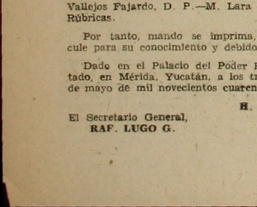 Vallejos Fajardo, D. P.—M. Lara
Rúbricas.
Por tanto, mando se imprima,
cule para su conocimiento y debido
Dado en el Palacio del Poder
tado, en Mérida, Yucatán, a los
de mayo de mil novecientos cuaren
H.
El Secretario General,
RAF. LUGO G.